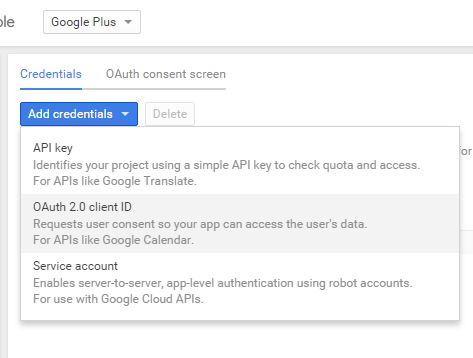 Google Plus
Credentials OAuth consent screen
Add credentials Delete
API key
Identifies your project using a simple API key to check quota and access.
For APIs like Google Translate.
OAuth 2.0 client ID
Requests user consent so your app can access the user's data.
For APIs like Google Calendar.
Service account
Enables server-to-server, app-level authentication using robot accounts.
For use with Google Cloud APIs.